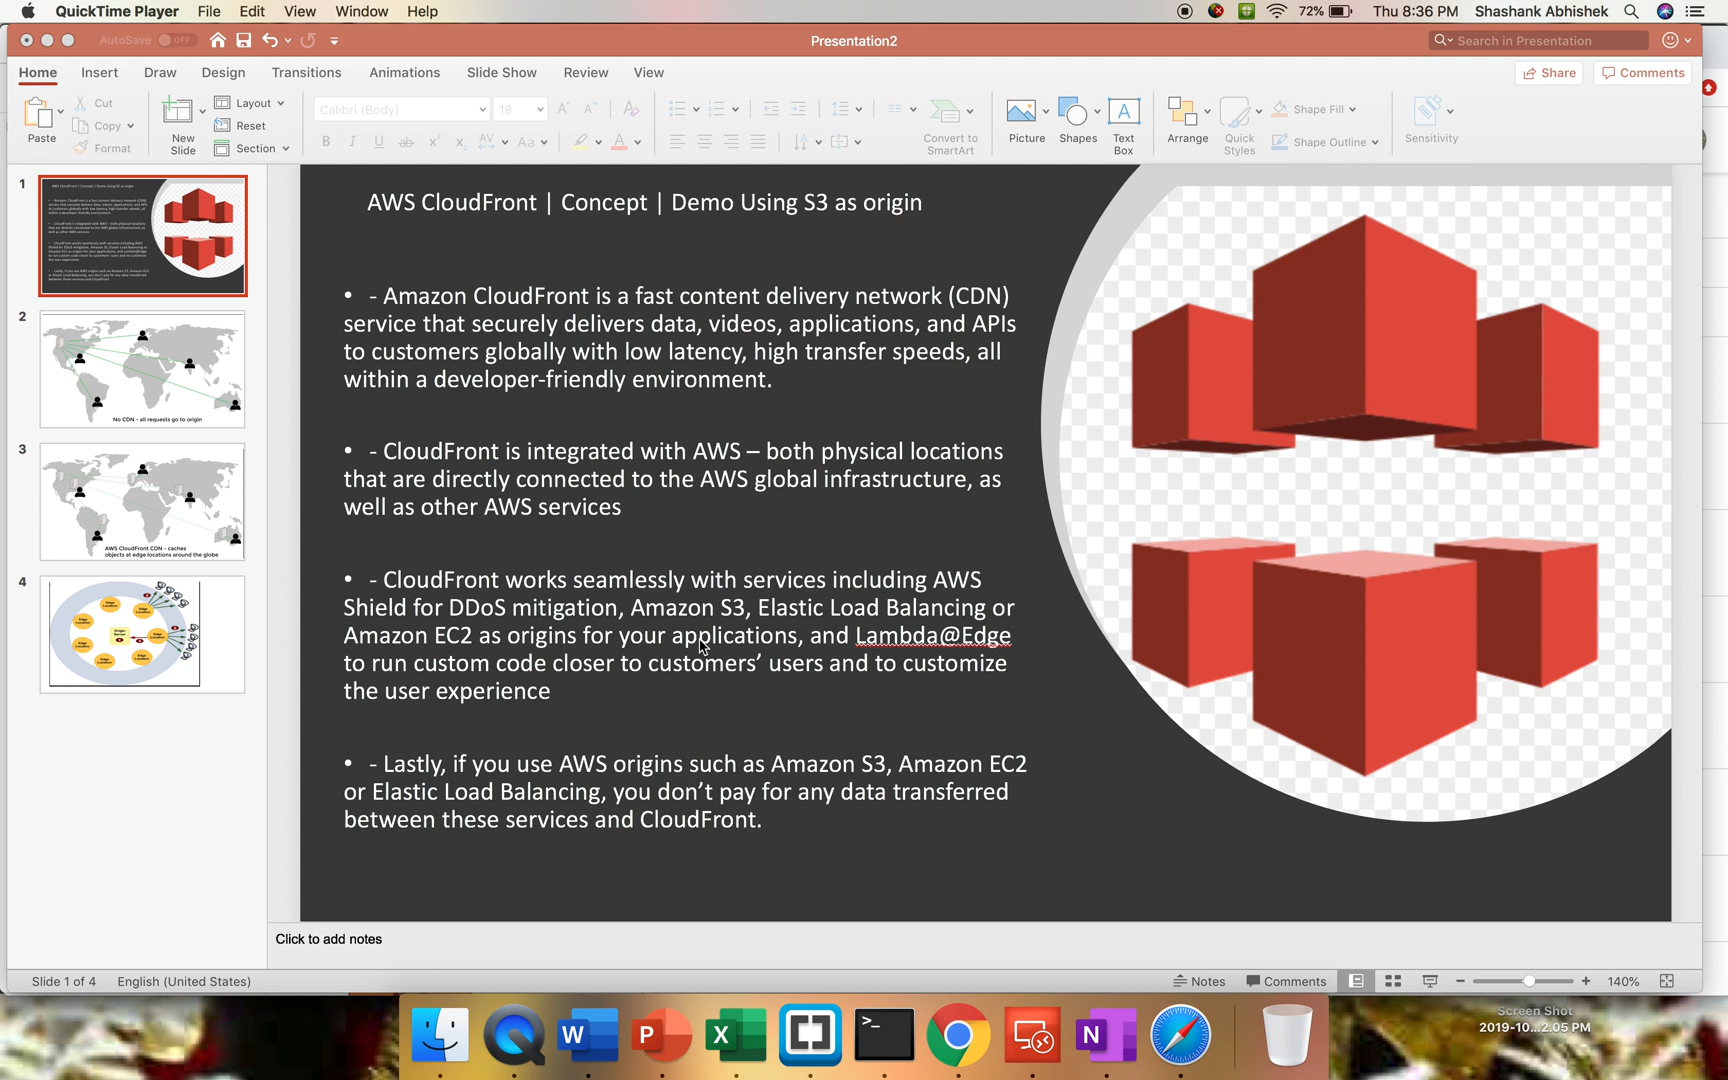 QuickTime Player File Edit View Window Help 72% Thu 8:36 PM Shashank Abhishek
AutoSave OFF Presentation2 Search in Presentation
Home Insert Draw Design Transitions Animations Slide Show Review View Share Comments
Paste Cut Copy Format
New Slide Layout Reset Section
Calibri (Body) 18
Convert to SmartArt
Picture Shapes Text Box
Arrange Quick Styles Shape Fill Shape Outline
Sensitivity
1
2
No CDN - all requests go to origin
3
AWS CloudFront CDN - caches
objects at edge locations around the globe
4
AWS CloudFront | Concept | Demo Using S3 as origin
• - Amazon CloudFront is a fast content delivery network (CDN)
service that securely delivers data, videos, applications, and APIs
to customers globally with low latency, high transfer speeds, all
within a developer-friendly environment.
• - CloudFront is integrated with AWS – both physical locations
that are directly connected to the AWS global infrastructure, as
well as other AWS services
• - CloudFront works seamlessly with services including AWS
Shield for DDoS mitigation, Amazon S3, Elastic Load Balancing or
Amazon EC2 as origins for your applications, and Lambda@Edge
to run custom code closer to customers’ users and to customize
the user experience
• - Lastly, if you use AWS origins such as Amazon S3, Amazon EC2
or Elastic Load Balancing, you don’t pay for any data transferred
between these services and CloudFront.
Click to add notes
Slide 1 of 4 English (United States) Notes Comments 140%
Screen Shot
2019-10...2.05 PM